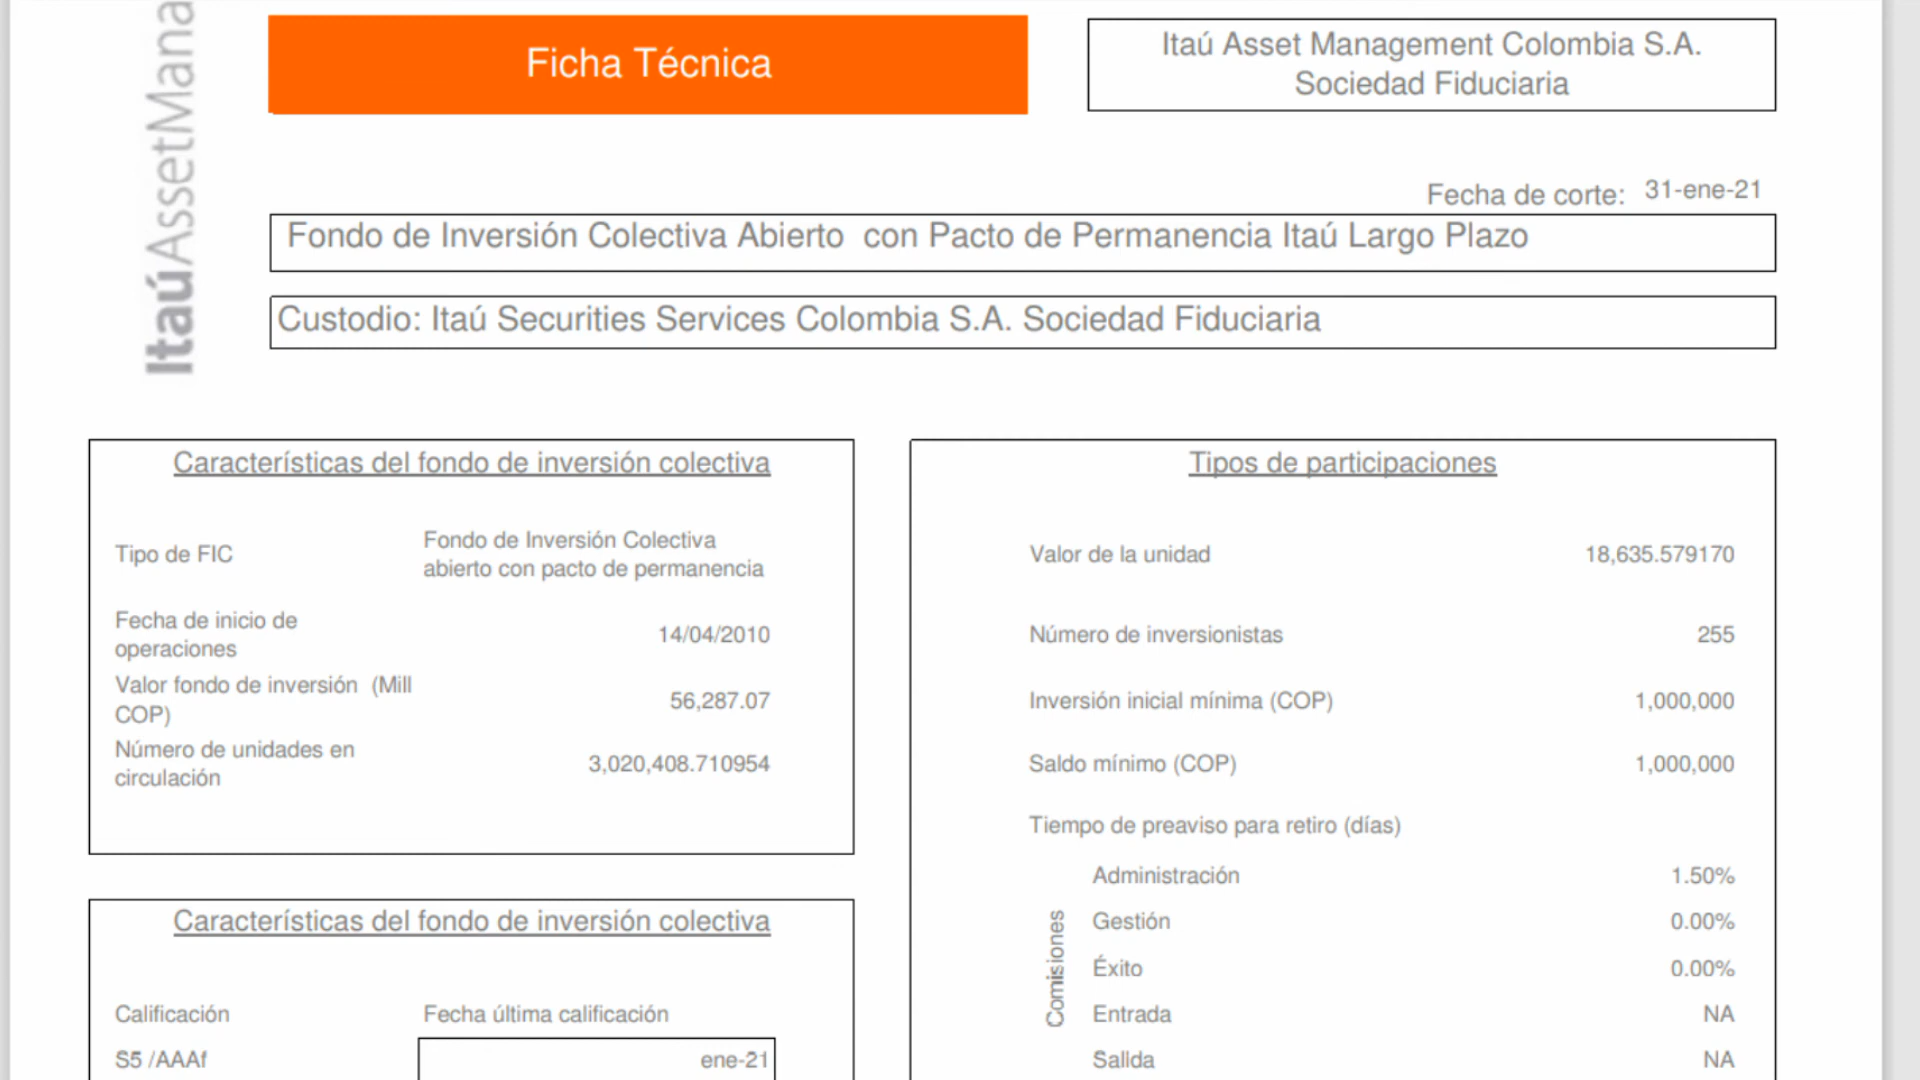 ItaúAssetMana
Ficha Técnica
Itaú Asset Management Colombia S.A.
Sociedad Fiduciaria
Fecha de corte: 31-ene-21
Fondo de Inversión Colectiva Abierto con Pacto de Permanencia Itaú Largo Plazo
Custodio: Itaú Securities Services Colombia S.A. Sociedad Fiduciaria
Características del fondo de inversión colectiva
Tipo de FIC
Fondo de Inversión Colectiva
abierto con pacto de permanencia
Fecha de inicio de
operaciones
14/04/2010
Valor fondo de inversión (Mill
COP)
56,287.07
Número de unidades en
circulación
3,020,408.710954
Características del fondo de inversión colectiva
Calificación
Fecha última calificación
S5 /AAAf
ene-21
Tipos de participaciones
Valor de la unidad 18,635.579170
Número de inversionistas 255
Inversión inicial mínima (COP) 1,000,000
Saldo mínimo (COP) 1,000,000
Tiempo de preaviso para retiro (días)
Comisiones
Administración 1.50%
Gestión 0.00%
Éxito 0.00%
Entrada NA
Sallda NA